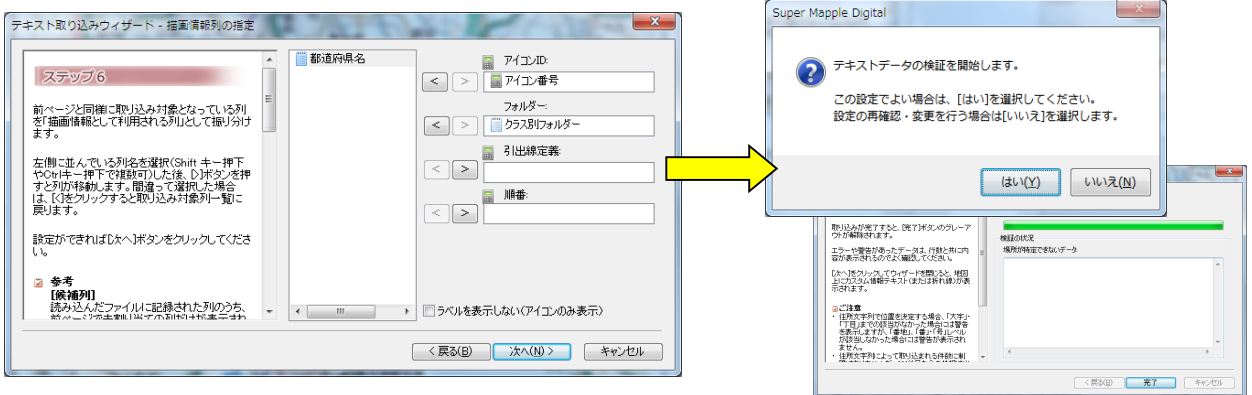 テキスト取り込みウィザード - 描画情報列の指定
ステップ6
前ページと同様に取り込み対象となっている列
を「描画情報として利用される列」として振り分け
ます。
左側に並んでいる列名を選択(Shift キー押下
やCtrlキー押下で複数可)した後、[>]ボタンを押
すと列が移動します。間違って選択した場合
は、[<]をクリックすると取り込み対象列一覧に
戻ります。
設定ができれば[次へ]ボタンをクリックしてくださ
い。
参考
[候補列]
読み込んだファイルに記録された列のうち、
都道府県名
アイコンID:
< > アイコン番号
フォルダー:
< > クラス別フォルダー
引出線定義:
< >
順番:
< >
ラベルを表示しない(アイコンのみ表示)
< 戻る(B) 次へ(N) > キャンセル
Super Mapple Digital
テキストデータの検証を開始します。
この設定でよい場合は、[はい]を選択してください。
設定の再確認・変更を行う場合は[いいえ]を選択します。
はい(Y) いいえ(N)
取り込みが完了すると、[完了]ボタンのグレーア
ウトが解除されます。
エラーや警告があったデータは、行数と共に内
容が表示されるのでよく確認してください。
[次へ]をクリックしてウィザードを閉じると、地図
上にカスタム情報テキスト(または折れ線)が表
示されます。
ご注意
・ 住所文字列で位置を決定する場合、「大字」・
「丁目」までの該当がなかった場合には警告
を表示しますが、「番地」、「番」・「号」レベル
が該当しなかった場合には警告が表示され
ません。
・ 住所文字列によって取り込まれる件数に制
検証の状況
場所が特定できないデータ
< 戻る(B) 完了 キャンセル